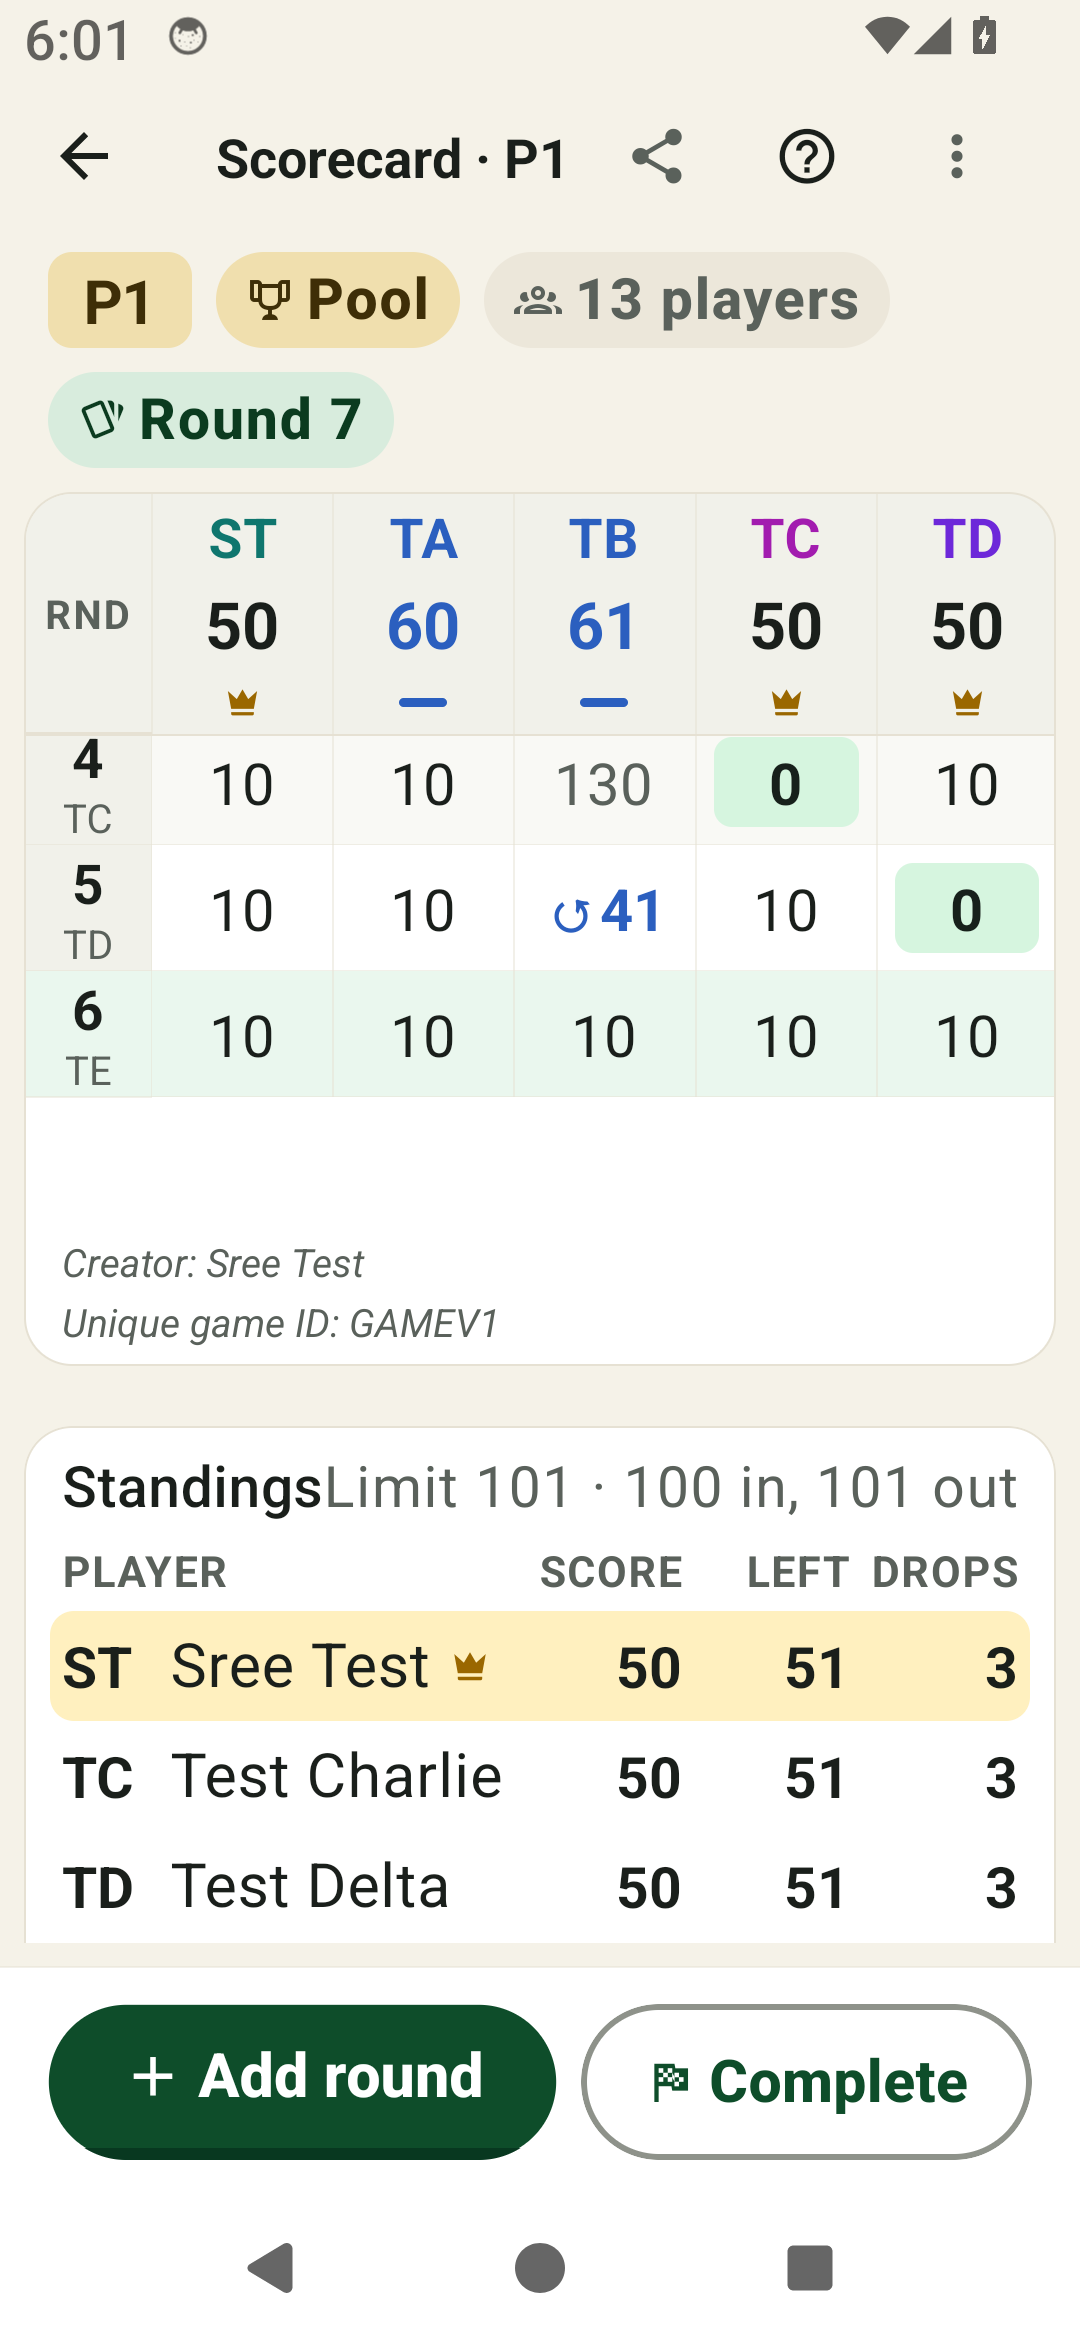 6:01
Scorecard · P1
P1 Pool 13 players
Round 7
RND ST TA TB TC TD
50 60 61 50 50
4 TC 10 10 130 0 10
5 TD 10 10 41 10 0
6 TE 10 10 10 10 10
Creator: Sree Test
Unique game ID: GAMEV1
Standings Limit 101 · 100 in, 101 out
PLAYER SCORE LEFT DROPS
ST Sree Test 50 51 3
TC Test Charlie 50 51 3
TD Test Delta 50 51 3
+ Add round Complete